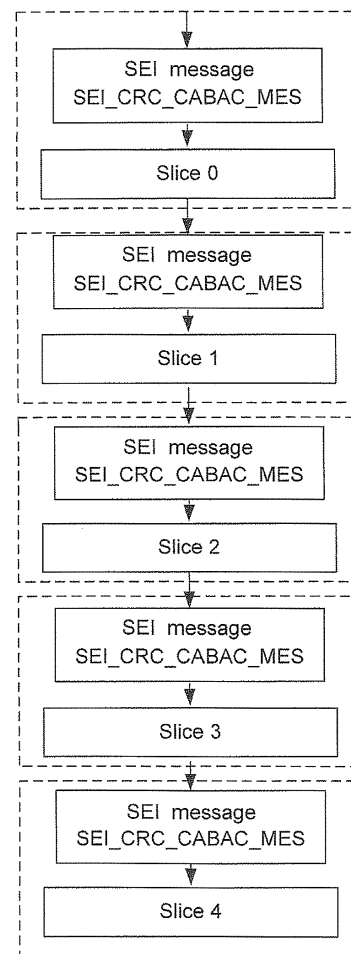 SEI message
SEI_CRC_CABAC_MES
Slice 0
SEI message
SEI_CRC_CABAC_MES
Slice 1
SEI message
SEI_CRC_CABAC_MES
Slice 2
SEI message
SEI_CRC_CABAC_MES
Slice 3
SEI message
SEI_CRC_CABAC_MES
Slice 4